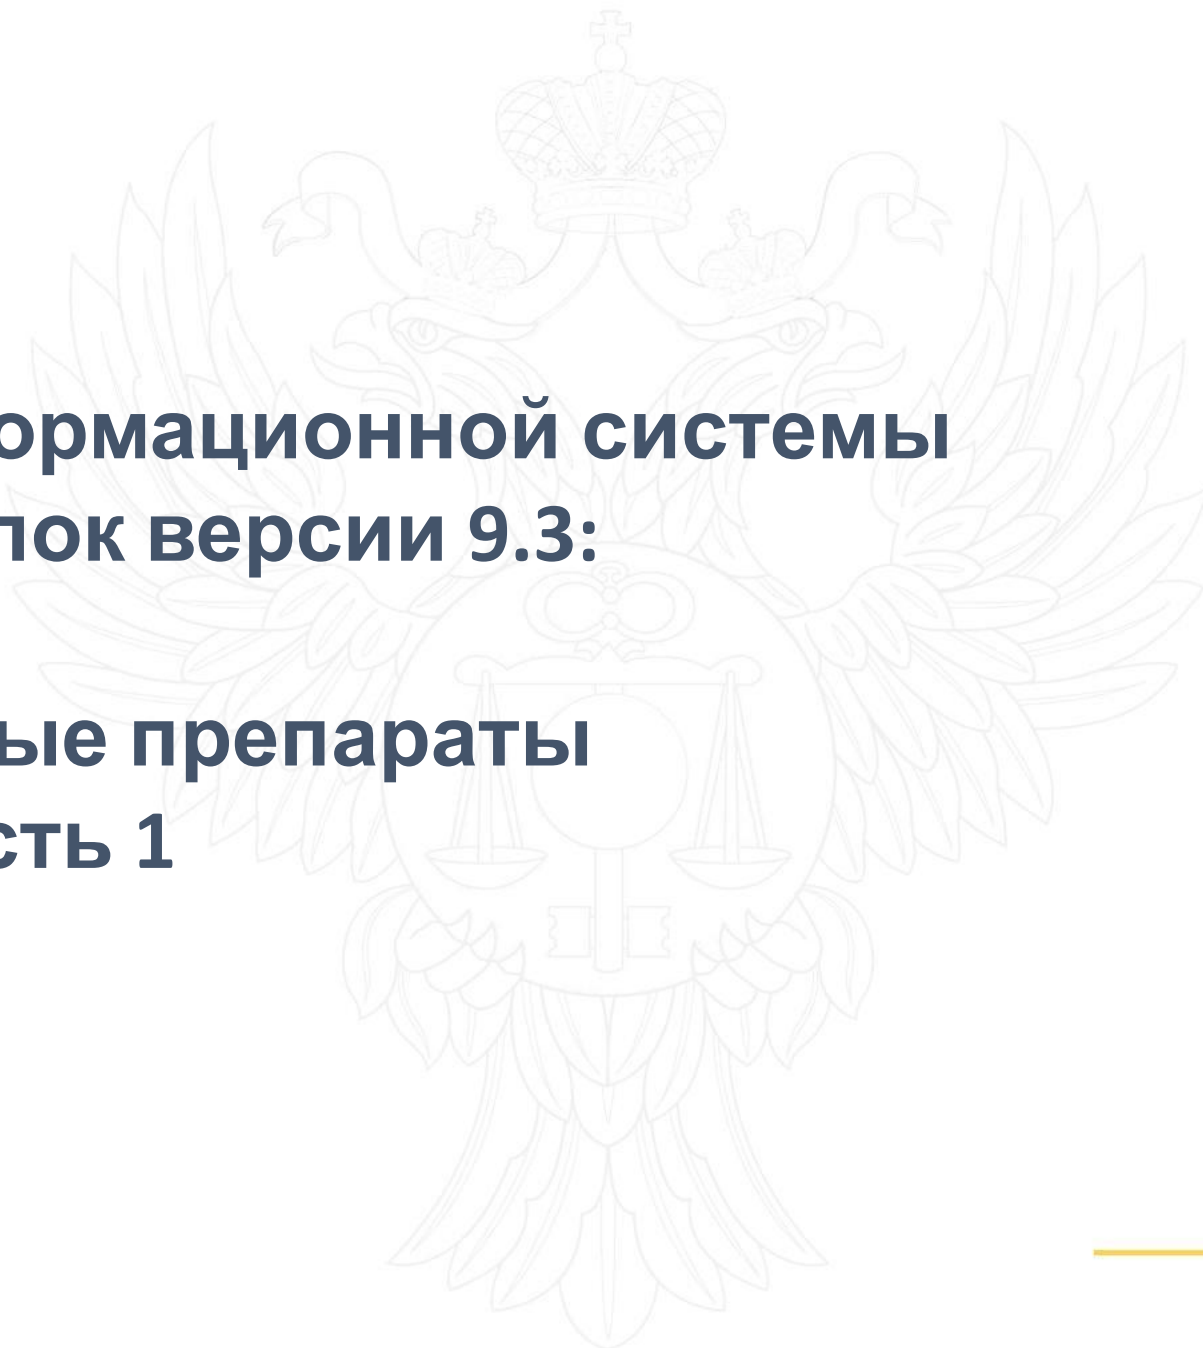 ормационной системы
пок версии 9.3:
ые препараты
сть 1